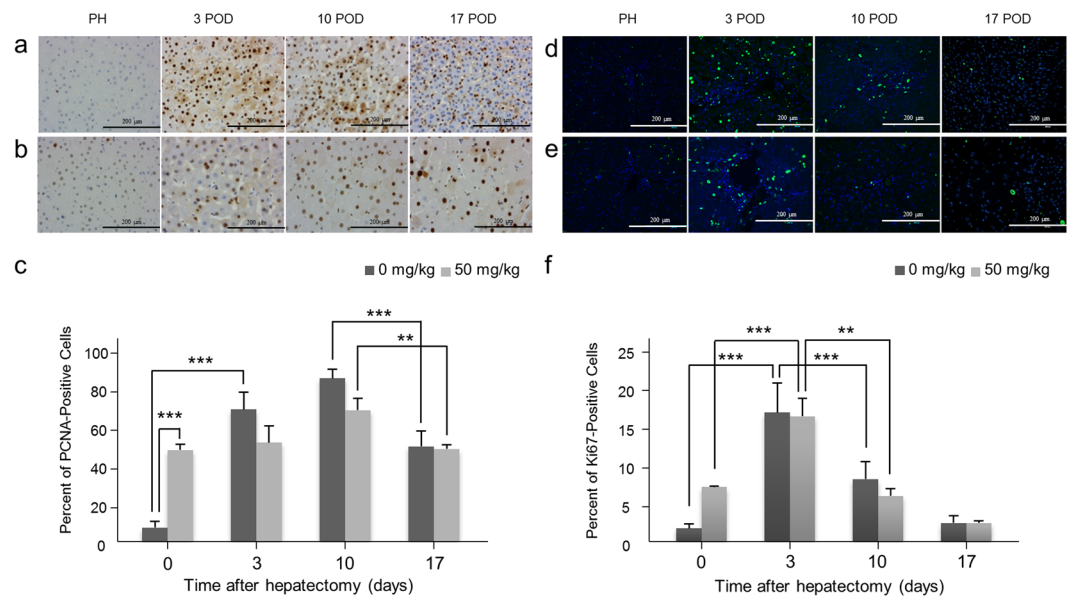 PH 3 POD 10 POD 17 POD
a
200 µm 200 µm 200 µm 200 µm
b
200 µm 200 µm 200 µm 200 µm
c
0 mg/kg 50 mg/kg
Percent of PCNA-Positive Cells
100
80
60
40
20
0
*** *** *** **
0 3 10 17
Time after hepatectomy (days)
PH 3 POD 10 POD 17 POD
d
200 µm 200 µm 200 µm 200 µm
e
200 µm 200 µm 200 µm 200 µm
f
0 mg/kg 50 mg/kg
Percent of Ki67-Positive Cells
25
20
15
10
5
0
*** ** *** ***
0 3 10 17
Time after hepatectomy (days)